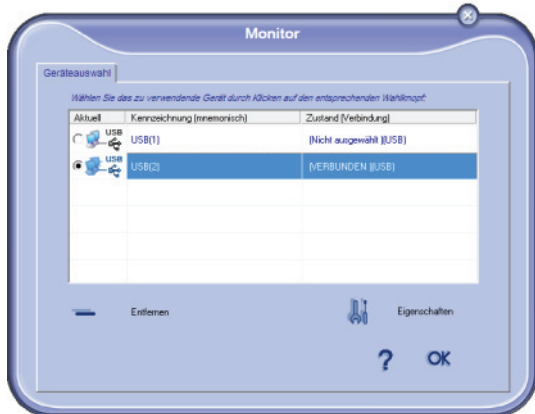 Monitor
Geräteauswahl
Wählen Sie das zu verwendende Gerät durch Klicken auf den entsprechenden Wahlknopf:
Aktuell Kennzeichnung (mnemonisch) Zustand (Verbindung)
USB USB(1) (Nicht ausgewählt )(USB)
USB USB(2) (VERBUNDEN )(USB)
Entfernen Eigenschaften
? OK